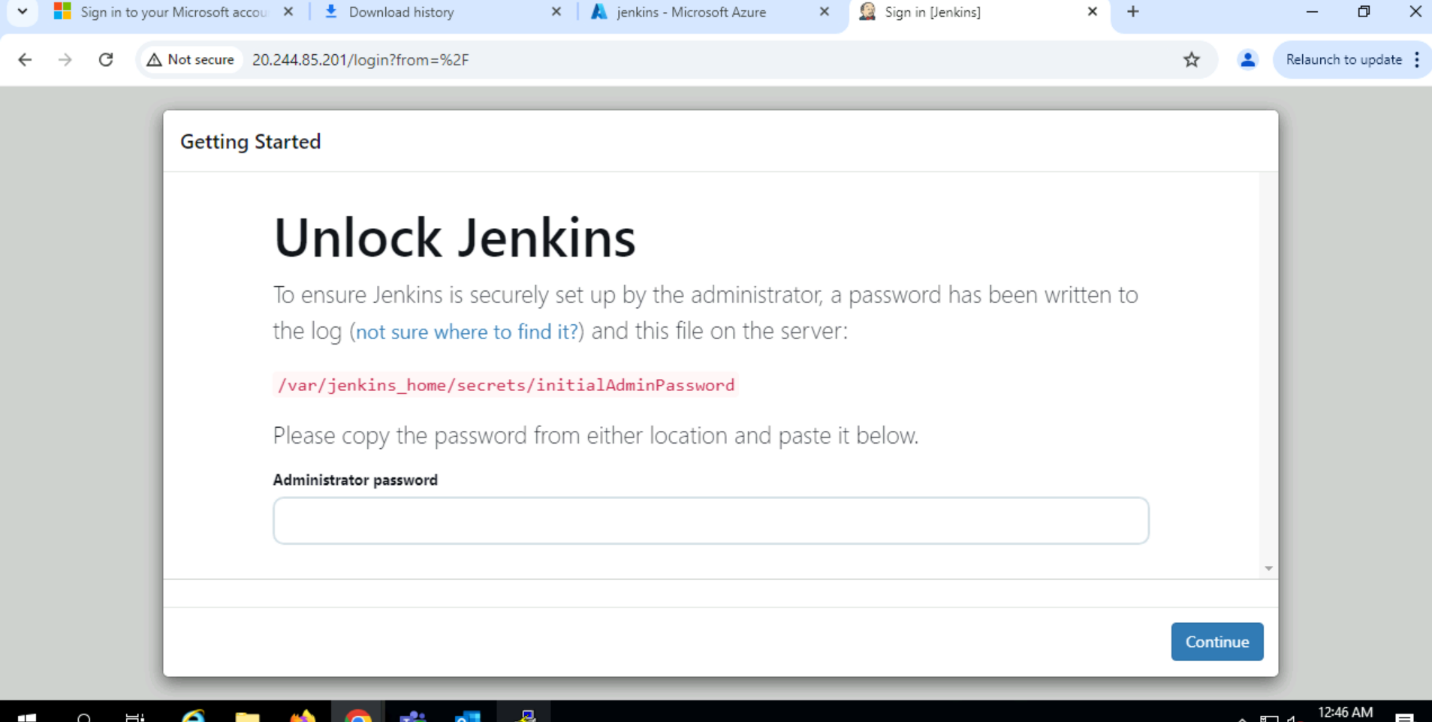 Sign in to your Microsoft accou
Download history
jenkins - Microsoft Azure
Sign in [Jenkins]
Not secure
20.244.85.201/login?from=%2F
Relaunch to update
Getting Started
Unlock Jenkins
To ensure Jenkins is securely set up by the administrator, a password has been written to
the log (not sure where to find it?) and this file on the server:
/var/jenkins_home/secrets/initialAdminPassword
Please copy the password from either location and paste it below.
Administrator password
Continue
12:46 AM